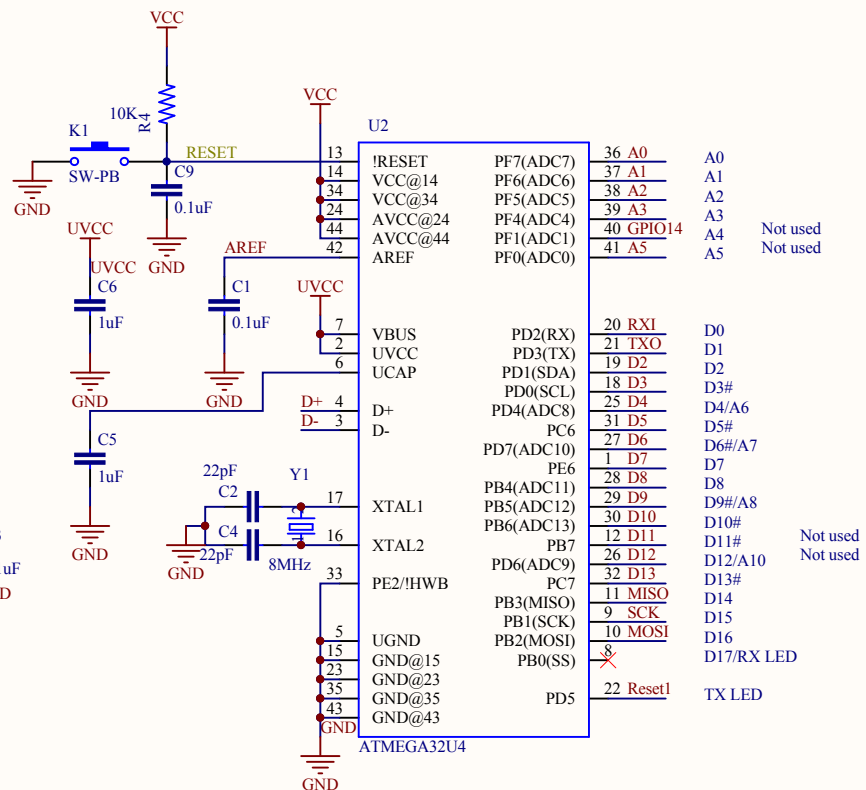 VCC
10K
R4
K1
SW-PB
GND
RESET
C9
0.1uF
GND
VCC
UVCC
UVCC
C6
1uF
GND
AREF
C1
0.1uF
GND
UVCC
C5
1uF
GND
D+
D-
22pF
C2
Y1
C4
22pF
1 2
8MHz
GND
1uF
U2
13 !RESET
14 VCC@14
34 VCC@34
24 AVCC@24
44 AVCC@44
42 AREF
7 VBUS
2 UVCC
6 UCAP
4 D+
3 D-
17 XTAL1
16 XTAL2
33 PE2/!HWB
5 UGND
15 GND@15
23 GND@23
35 GND@35
43 GND@43
GND
GND
ATMEGA32U4
PF7(ADC7) 36 A0 A0
PF6(ADC6) 37 A1 A1
PF5(ADC5) 38 A2 A2
PF4(ADC4) 39 A3 A3
PF1(ADC1) 40 GPIO14 A4 Not used
PF0(ADC0) 41 A5 A5 Not used
PD2(RX) 20 RXI D0
PD3(TX) 21 TXO D1
PD1(SDA) 19 D2 D2
PD0(SCL) 18 D3 D3#
PD4(ADC8) 25 D4 D4/A6
PC6 31 D5 D5#
PD7(ADC10) 27 D6 D6#/A7
PE6 1 D7 D7
PB4(ADC11) 28 D8 D8
PB5(ADC12) 29 D9 D9#/A8
PB6(ADC13) 30 D10 D10#
PB7 12 D11 D11# Not used
PD6(ADC9) 26 D12 D12/A10 Not used
PC7 32 D13 D13#
PB3(MISO) 11 MISO D14
PB1(SCK) 9 SCK D15
PB2(MOSI) 10 MOSI D16
PB0(SS) 8 D17/RX LED
PD5 22 Reset1 TX LED